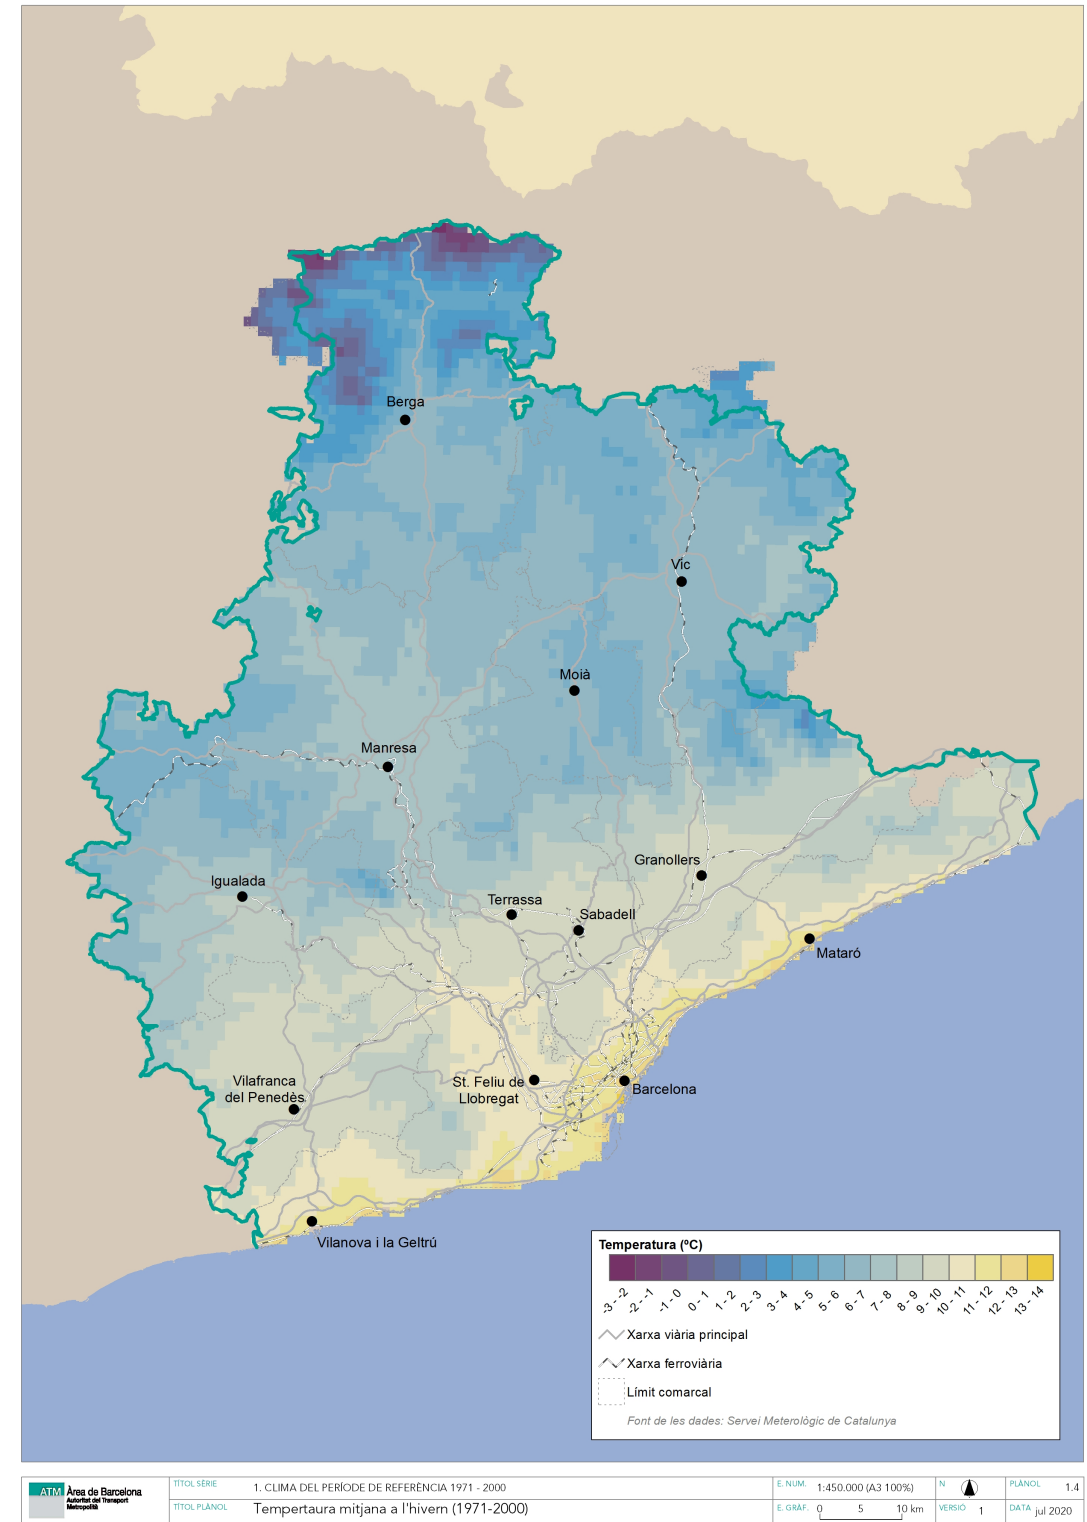 Berga
Vic
Moià
Manresa
Granollers
Igualada
Terrassa
Sabadell
Mataró
Vilafranca
del Penedès
St. Feliu de
Llobregat
Barcelona
Vilanova i la Geltrú
Temperatura (ºC)
-3 - -2
-2 - -1
-1 - 0
0 - 1
1 - 2
2 - 3
3 - 4
4 - 5
5 - 6
6 - 7
7 - 8
8 - 9
9 - 10
10 - 11
11 - 12
12 - 13
13 - 14
Xarxa viària principal
Xarxa ferroviària
Límit comarcal
Font de les dades: Servei Meterològic de Catalunya
ATM Àrea de Barcelona
Autoritat del Transport
Metropolità
TÍTOL SÈRIE 1. CLIMA DEL PERÍODE DE REFERÈNCIA 1971 - 2000
TÍTOL PLÀNOL Tempertaura mitjana a l'hivern (1971-2000)
E. NUM. 1:450.000 (A3 100%)
E. GRÀF. 0 5 10 km
N
VERSIÓ 1
PLÀNOL 1.4
DATA jul 2020